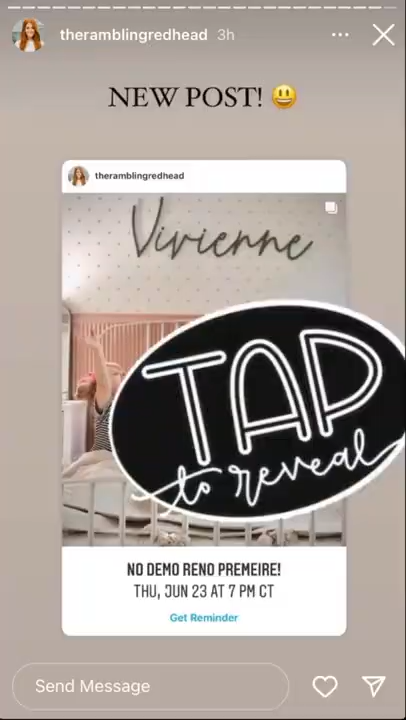 theramblingredhead 3h
NEW POST! 😃
theramblingredhead
Vivienne
TAP
to reveal
NO DEMO RENO PREMEIRE!
THU, JUN 23 AT 7 PM CT
Get Reminder
Send Message